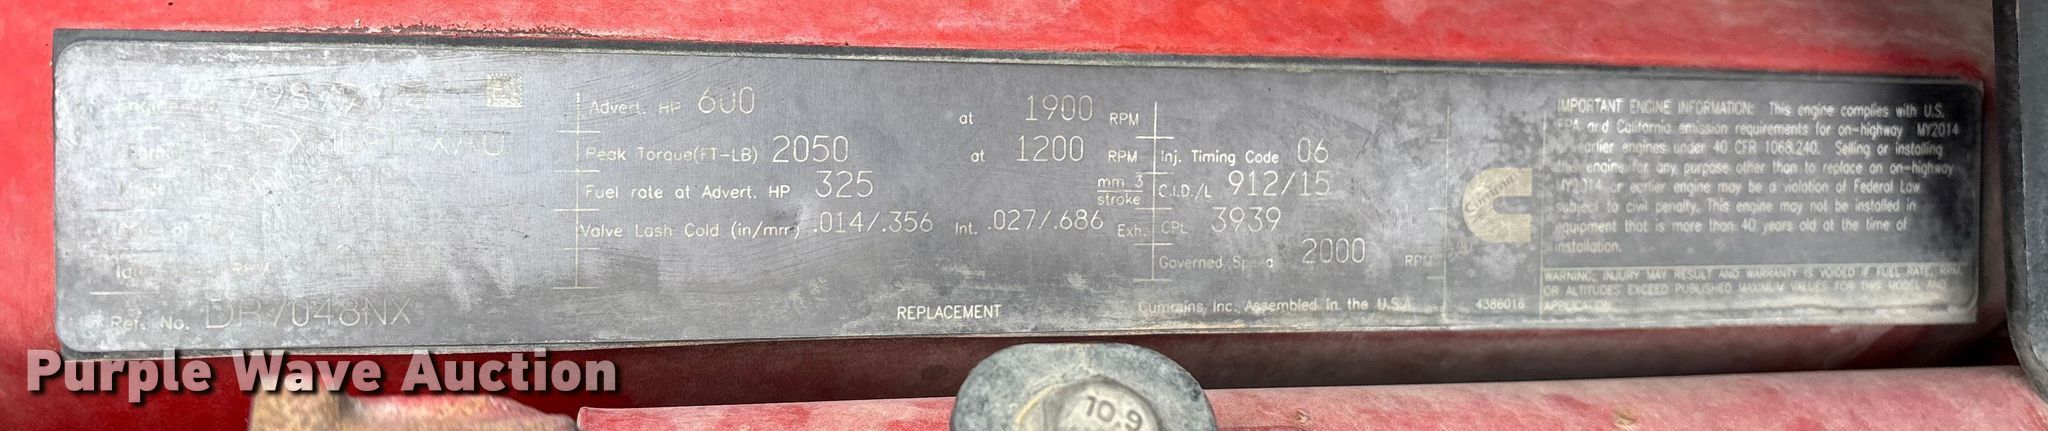 Advert. HP 600 at 1900 RPM
Peak Torque(FT-LB) 2050 at 1200 RPM
Fuel rate at Advert. HP 325 mm 3 stroke
Valve Lash Cold (in/mm) .014/.356 Int. .027/.686 Exh.
Inj. Timing Code 06
C.I.D./L 912/15
CPL 3939
Governed Speed 2000 RPM
Ref. No. DR7048NX
REPLACEMENT
Cummins, Inc. Assembled in the U.S.A.
4386016
Cummins
®
IMPORTANT ENGINE INFORMATION: This engine complies with U.S.
EPA and California emission requirements for on-highway MY2014
or earlier engines under 40 CFR 1068.240. Selling or installing
this engine for any purpose other than to replace an on-highway
MY2014 or earlier engine may be a violation of Federal Law
subject to civil penalty. This engine may not be installed in
equipment that is more than 40 years old at the time of
installation.
WARNING: INJURY MAY RESULT AND WARRANTY IS VOIDED IF FUEL RATE, RPM,
OR ALTITUDES EXCEED PUBLISHED MAXIMUM VALUES FOR THIS MODEL AND
APPLICATION.
10.9
Purple Wave Auction